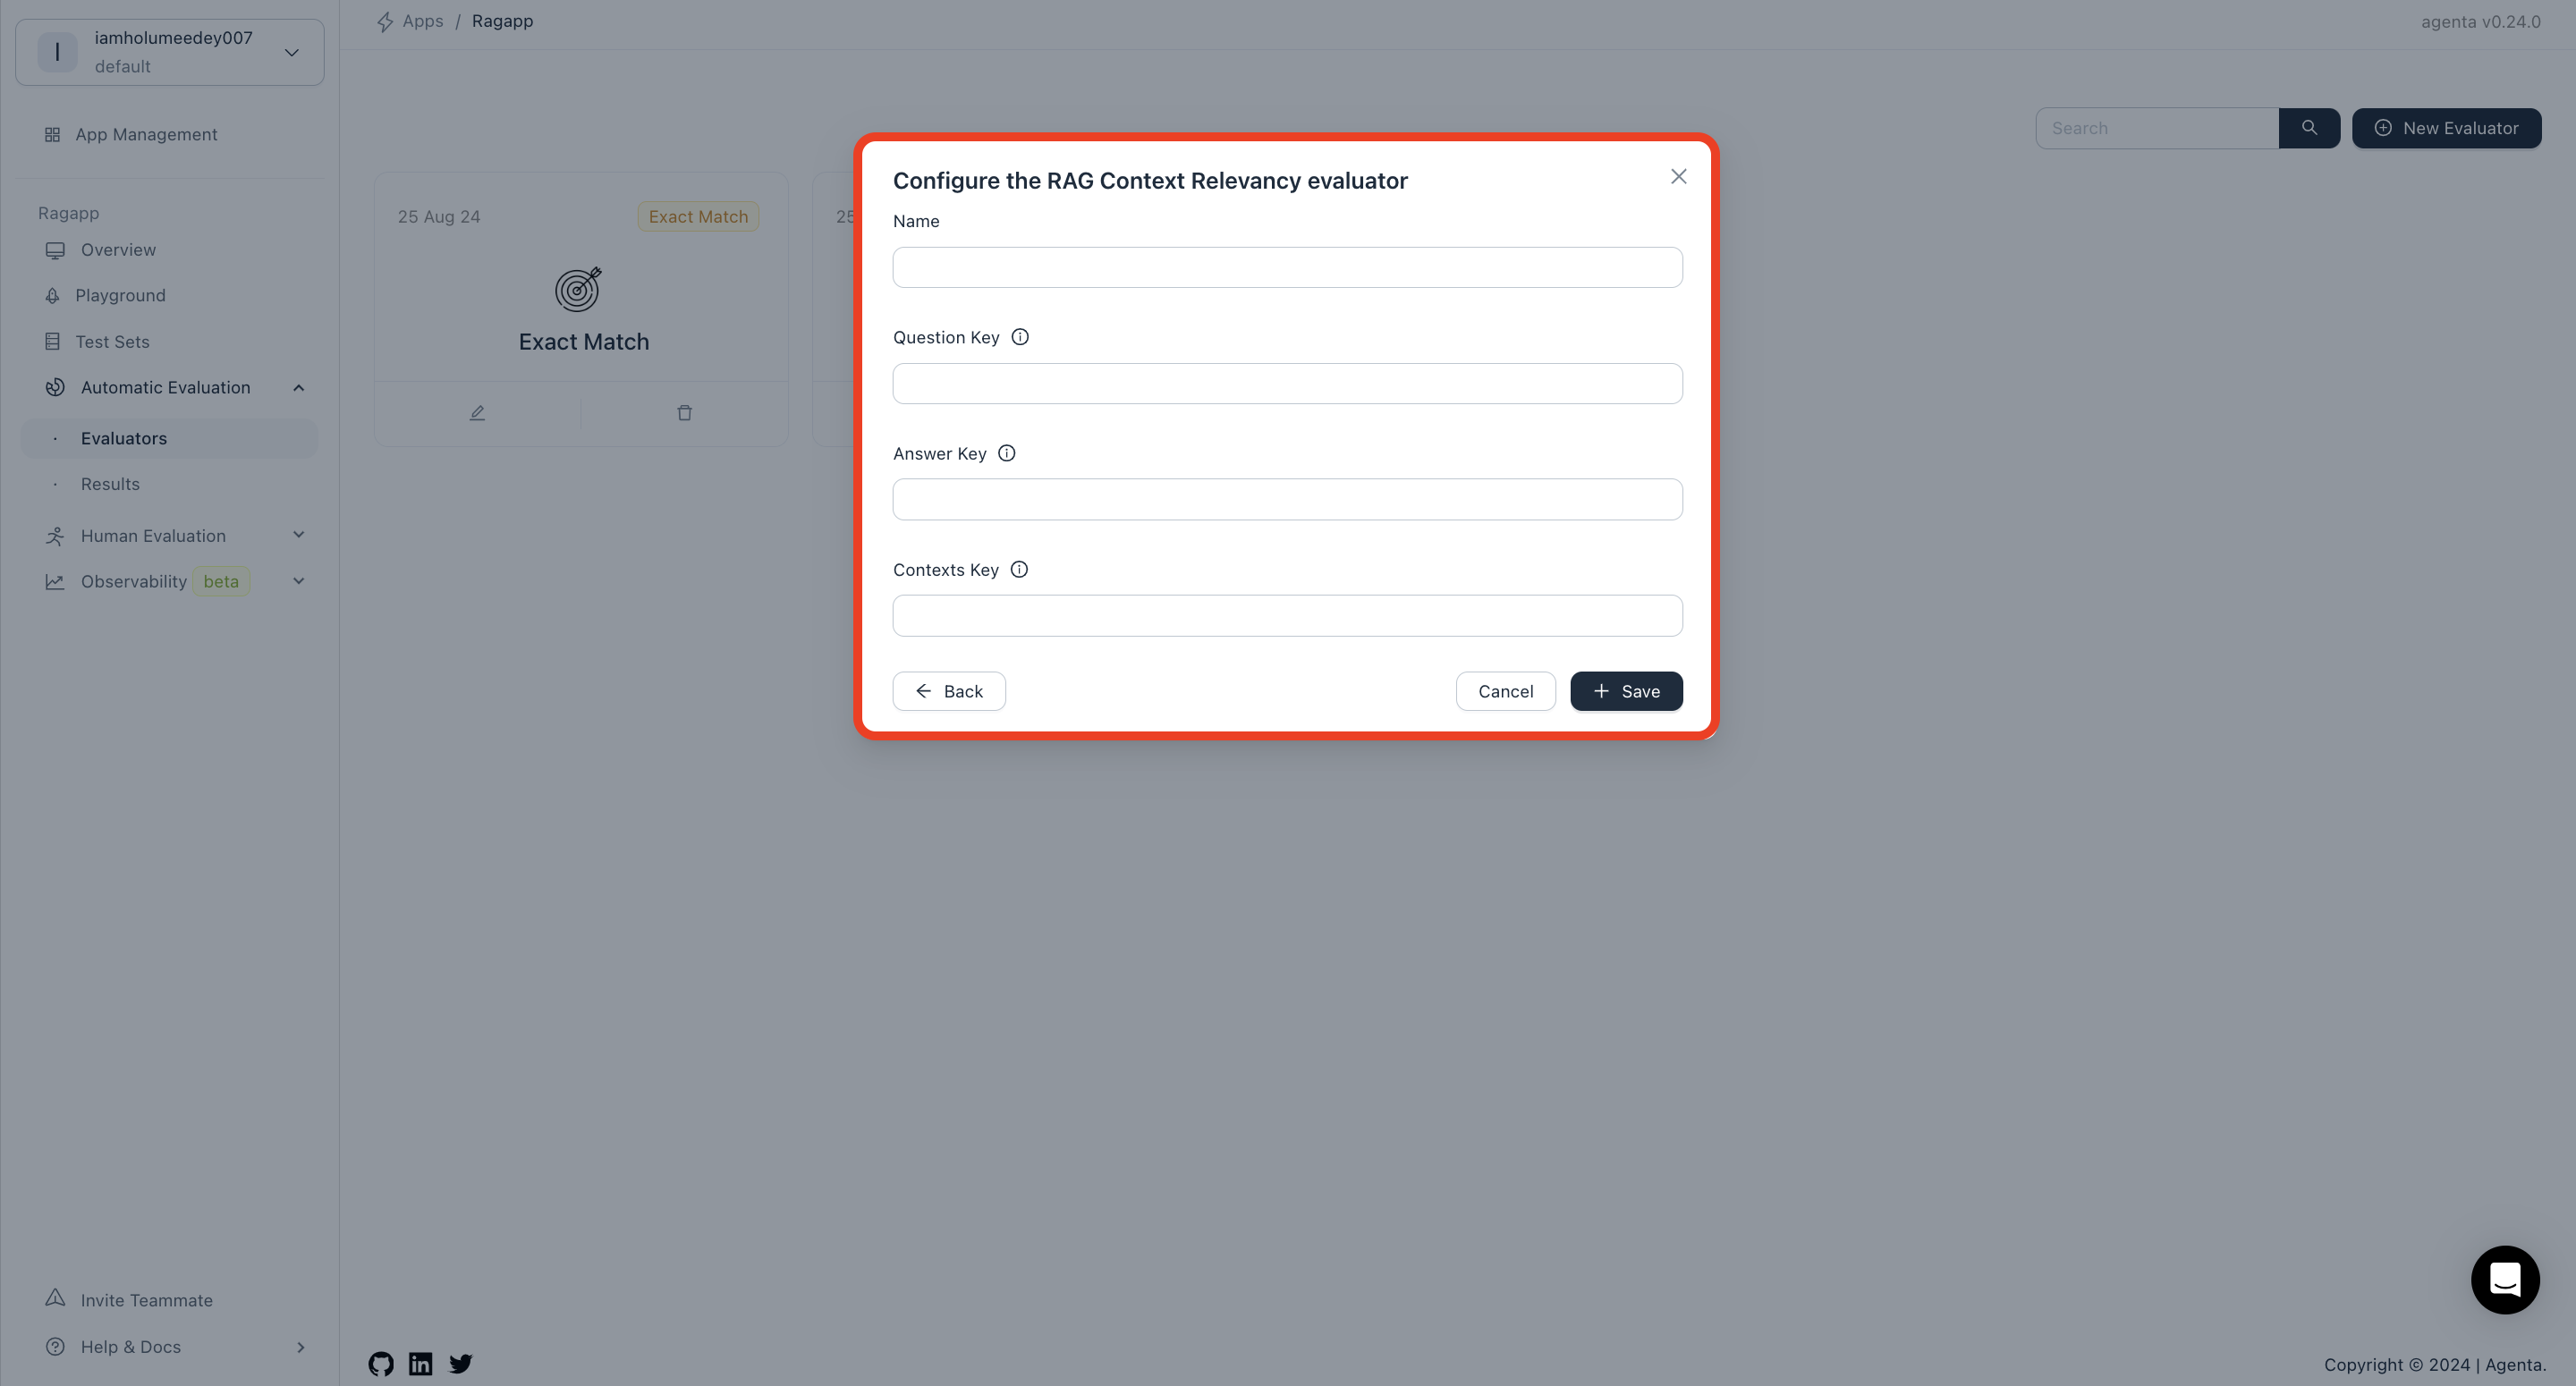 I
iamholumeedey007
default
App Management
Ragapp
Overview
Playground
Test Sets
Automatic Evaluation
· Evaluators
· Results
Human Evaluation
Observability beta
Invite Teammate
Help & Docs
Apps / Ragapp
agenta v0.24.0
Search
New Evaluator
25 Aug 24
Exact Match
Exact Match
25
Configure the RAG Context Relevancy evaluator
Name
Question Key
Answer Key
Contexts Key
Back
Cancel
Save
Copyright © 2024 | Agenta.